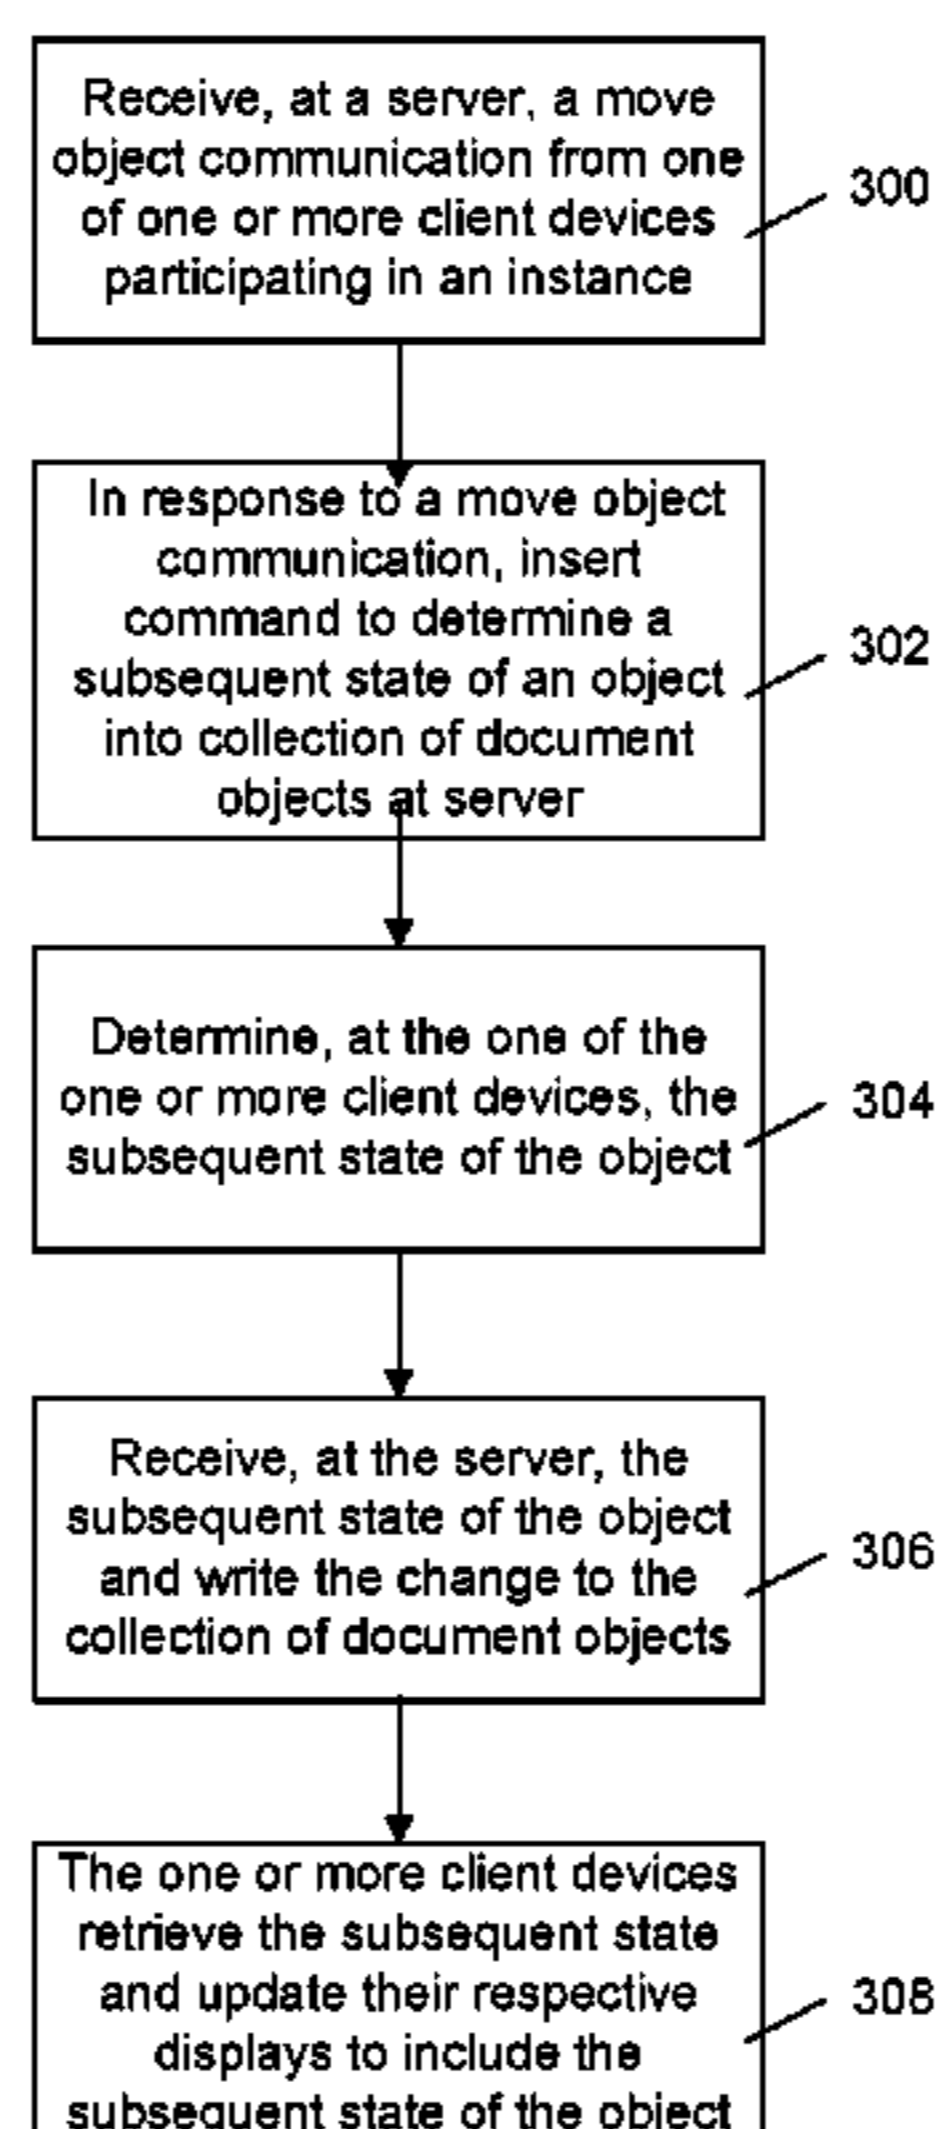 Receive, at a server, a move
object communication from one
of one or more client devices
participating in an instance
300
In response to a move object
communication, insert
command to determine a
subsequent state of an object
into collection of document
objects at server
302
Determine, at the one of the
one or more client devices, the
subsequent state of the object
304
Receive, at the server, the
subsequent state of the object
and write the change to the
collection of document objects
306
The one or more client devices
retrieve the subsequent state
and update their respective
displays to include the
subsequent state of the object
308